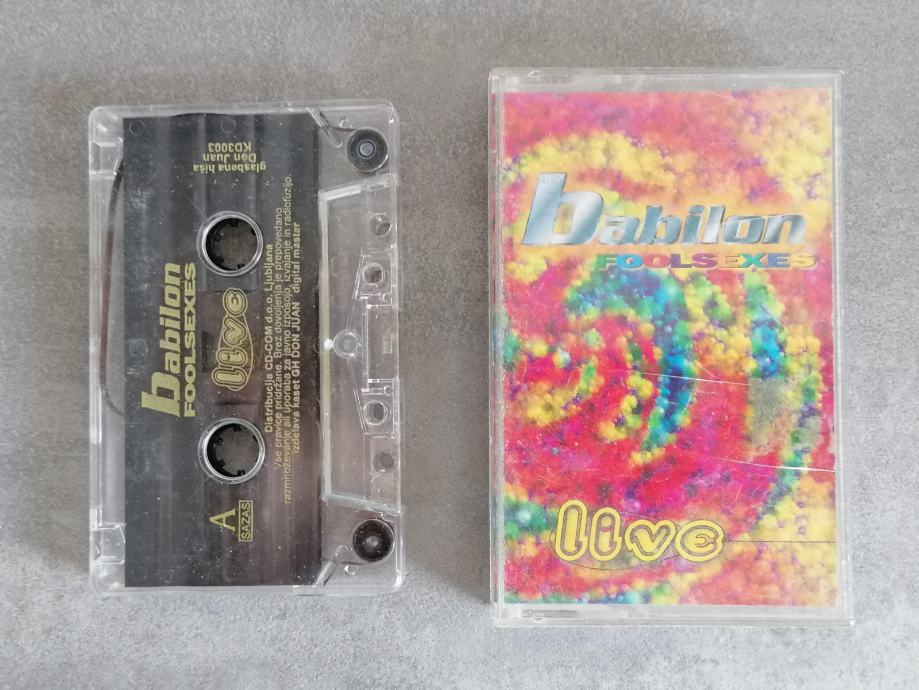 babilon
FOOLSEXES
live
A
SAZAS
glasbena hiša
Don Juan
KD3003
Distribucija CD-COM d.o.o. Ljubljana
Vse pravice pridržane. Brez dovoljenja je prepovedano
razmnoževanje ali uporaba za javno izposojo, izvajanje in radiofuzijo.
izdelava kaset GH DON JUAN digital master
babilon
FOOLSEXES
live